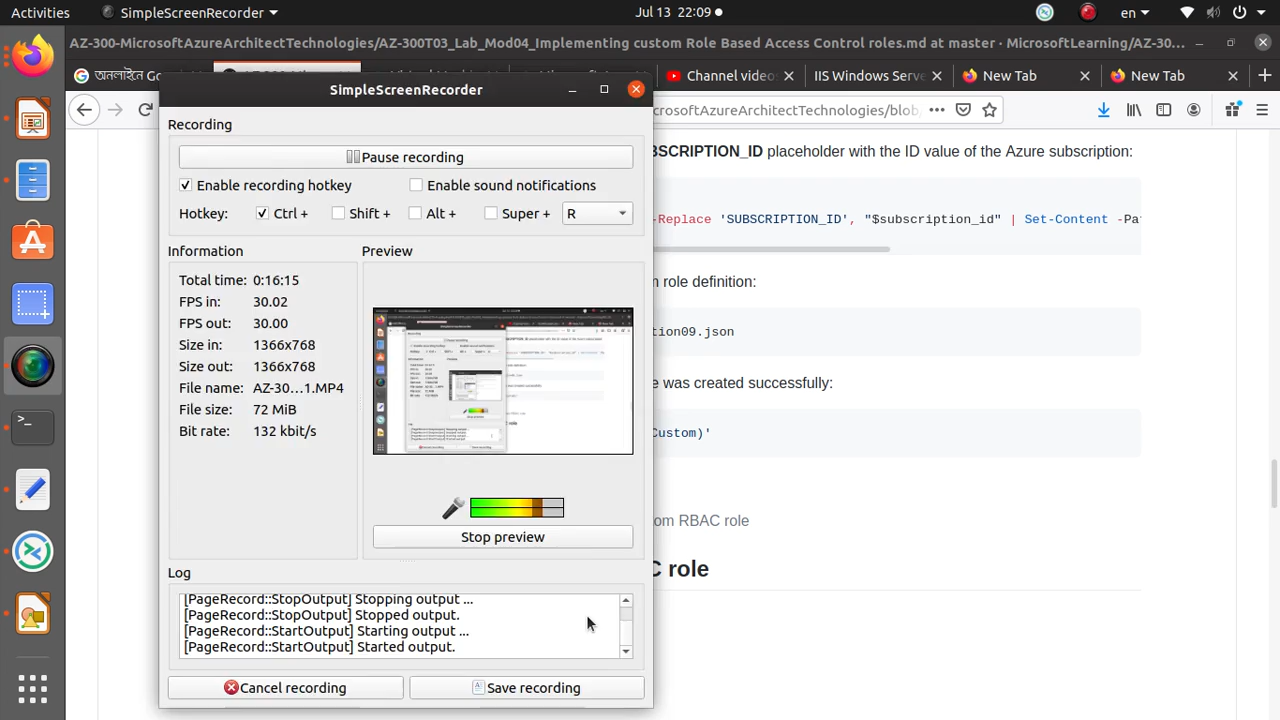 Activities
SimpleScreenRecorder
Jul 13 22:09
en
AZ-300-MicrosoftAzureArchitectTechnologies/AZ-300T03_Lab_Mod04_Implementing custom Role Based Access Control roles.md at master · MicrosoftLearning/AZ-30...
Channel video
IIS Windows Serve
New Tab
New Tab
SimpleScreenRecorder
crosoftAzureArchitectTechnologies/blob
Recording
Pause recording
Enable recording hotkey
Enable sound notifications
Hotkey:
Ctrl +
Shift +
Alt +
Super +
R
Information
Preview
Total time: 0:16:15
FPS in: 30.02
FPS out: 30.00
Size in: 1366x768
Size out: 1366x768
File name: AZ-30...1.MP4
File size: 72 MiB
Bit rate: 132 kbit/s
Stop preview
Log
[PageRecord::StopOutput] Stopping output ...
[PageRecord::StopOutput] Stopped output.
[PageRecord::StartOutput] Starting output ...
[PageRecord::StartOutput] Started output.
Cancel recording
Save recording
BSCRIPTION_ID placeholder with the ID value of the Azure subscription:
-Replace 'SUBSCRIPTION_ID', "$subscription_id" | Set-Content -Pa
m role definition:
tion09.json
e was created successfully:
Custom)'
om RBAC role
C role